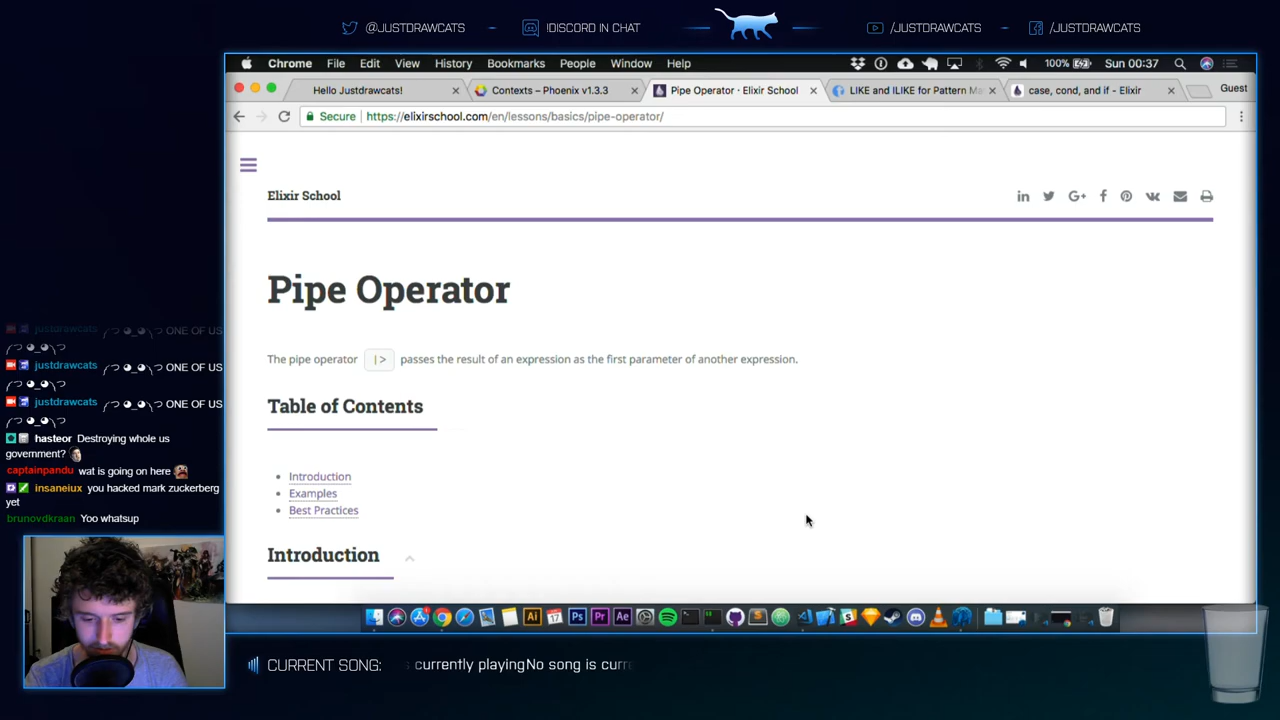 @JUSTDRAWCATS
!DISCORD IN CHAT
/JUSTDRAWCATS
/JUSTDRAWCATS
Chrome File Edit View History Bookmarks People Window Help
100% Sun 00:37
Hello Justdrawcats!
Contexts – Phoenix v1.3.3
Pipe Operator · Elixir School
LIKE and ILIKE for Pattern Ma
case, cond, and if - Elixir
Guest
Secure https://elixirschool.com/en/lessons/basics/pipe-operator/
Elixir School
Pipe Operator
The pipe operator |> passes the result of an expression as the first parameter of another expression.
Table of Contents
Introduction
Examples
Best Practices
Introduction
justdrawcats ONE OF US
justdrawcats ONE OF US
justdrawcats ONE OF US
hasteor Destroying whole us
government?
captainpandu wat is going on here
insaneiux you hacked mark zuckerberg
yet
brunovdkraan Yoo whatsup
CURRENT SONG:
currently playingNo song is curr